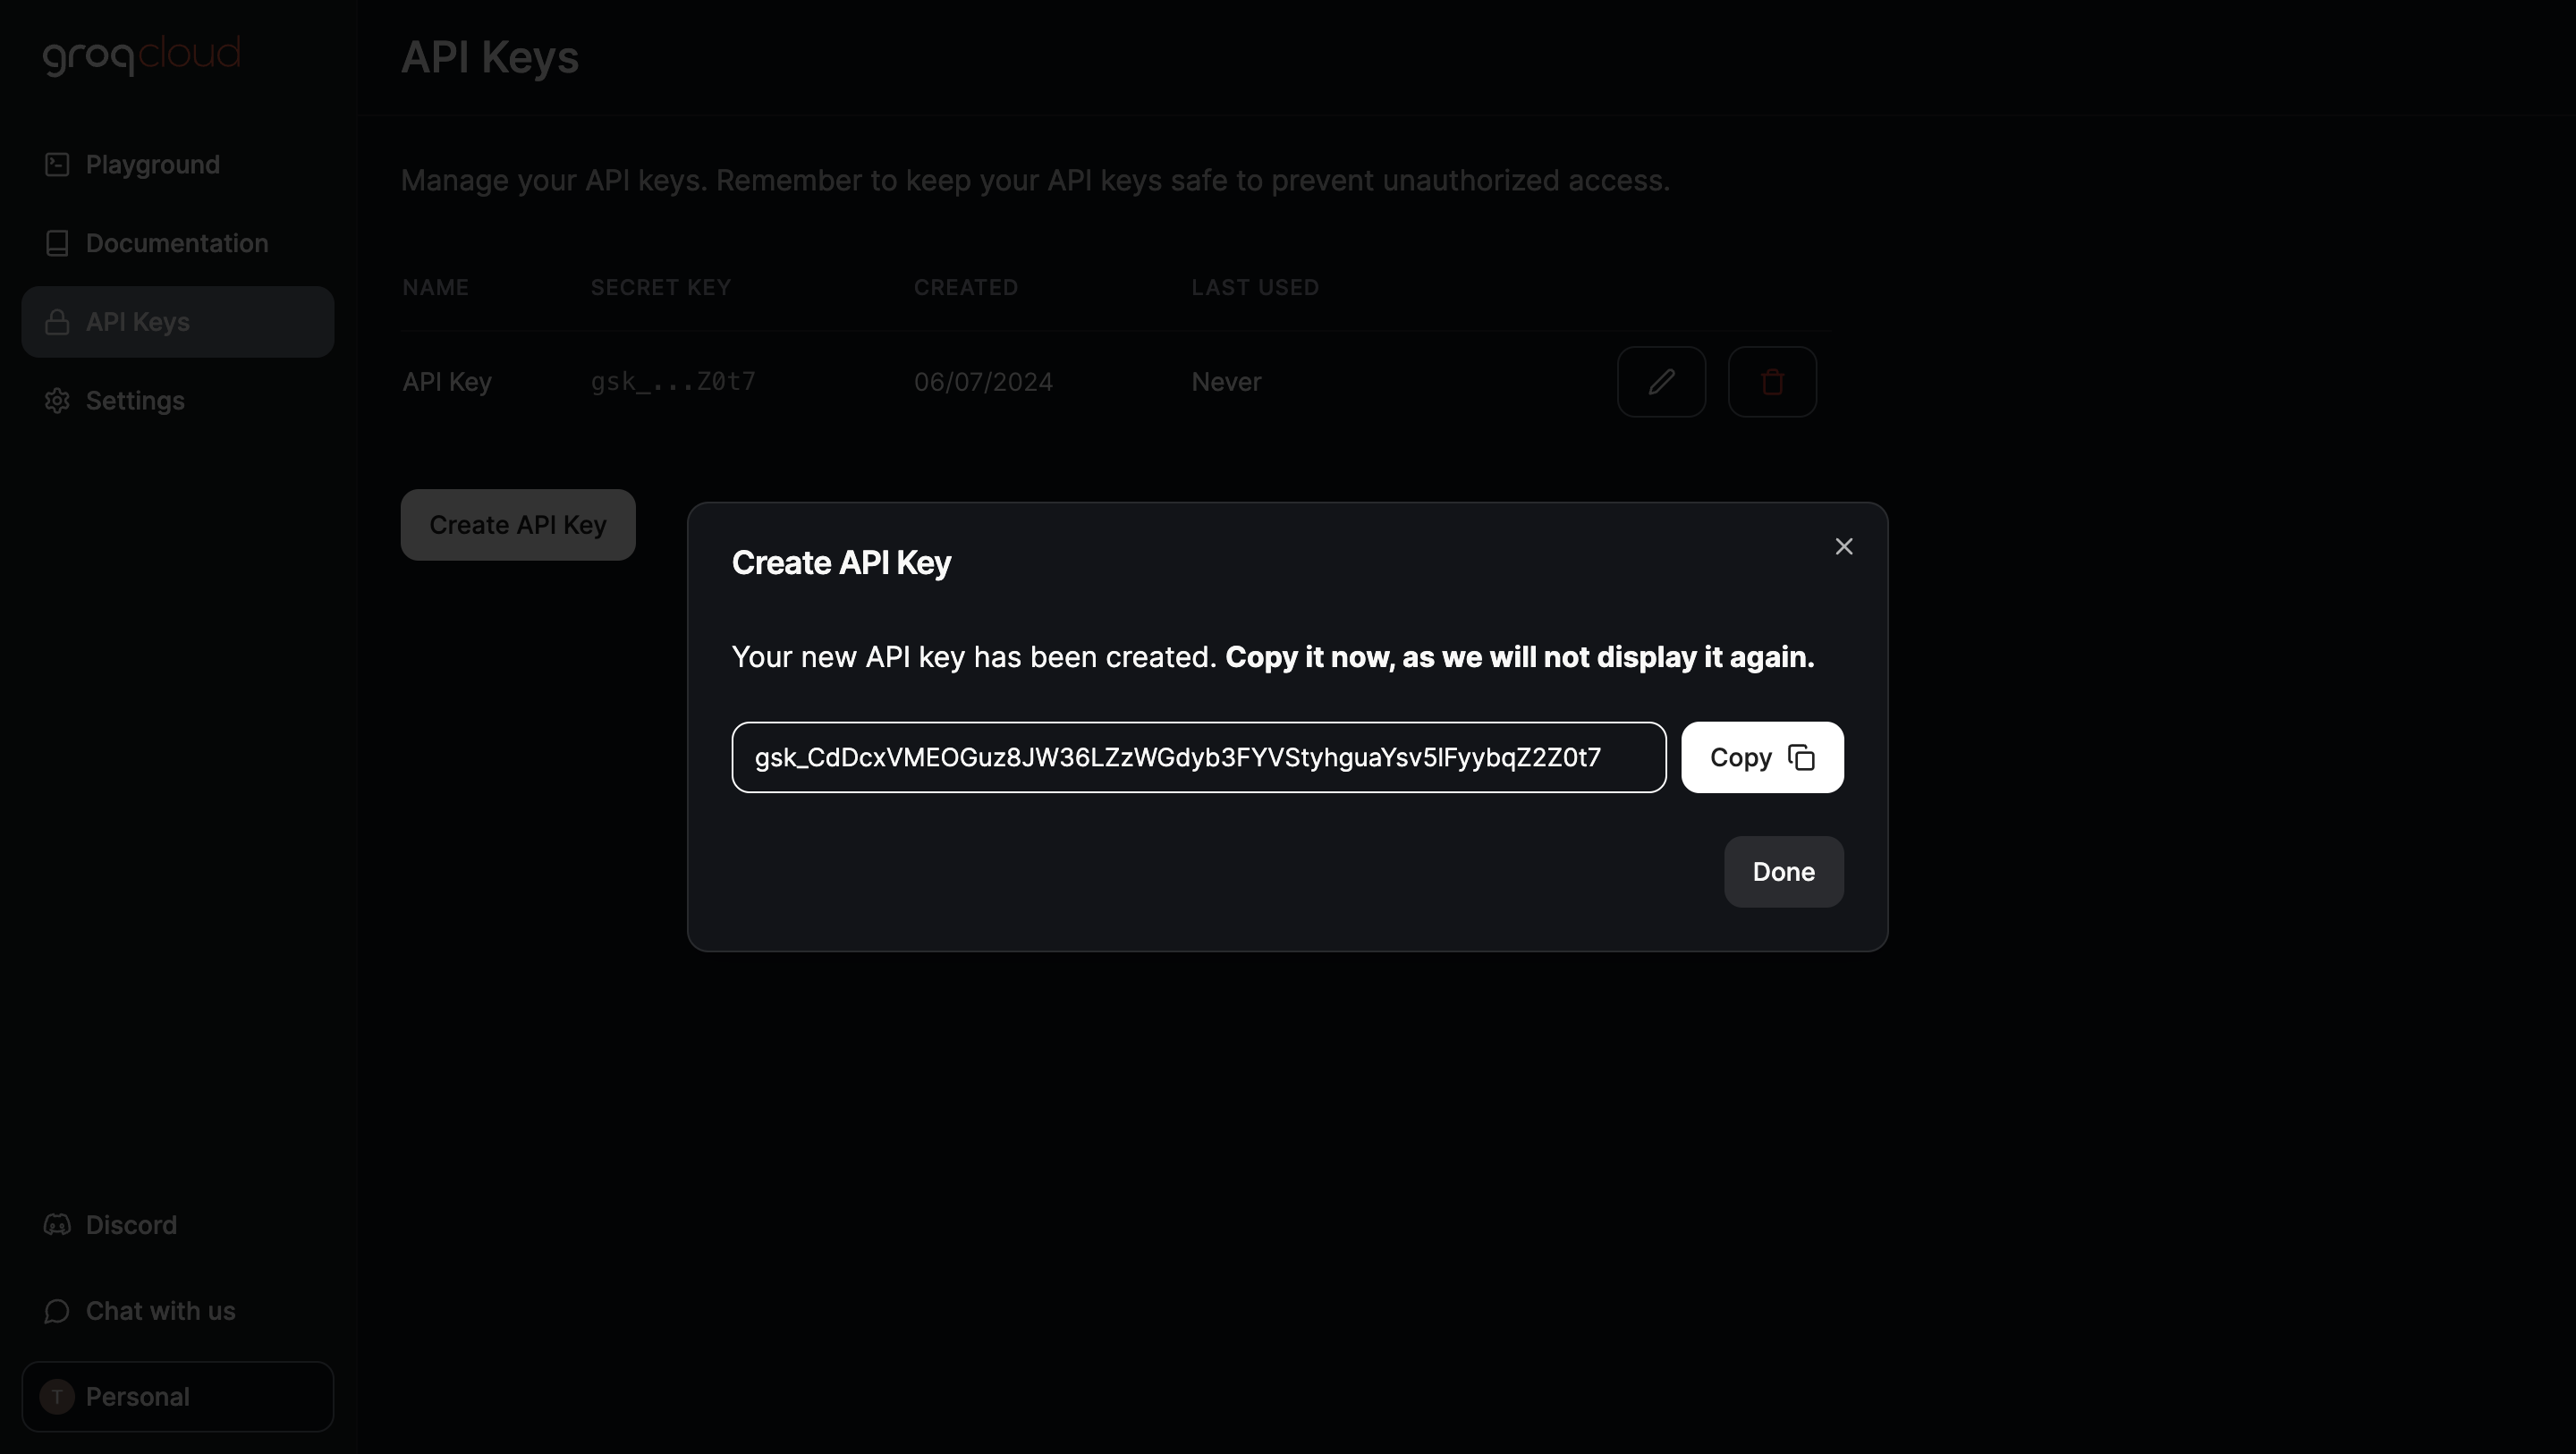 groqcloud
Playground
Documentation
API Keys
Settings
Discord
Chat with us
T Personal
API Keys
Manage your API keys. Remember to keep your API keys safe to prevent unauthorized access.
NAME SECRET KEY CREATED LAST USED
API Key gsk_...Z0t7 06/07/2024 Never
Create API Key
Create API Key
Your new API key has been created. Copy it now, as we will not display it again.
Copy
Done